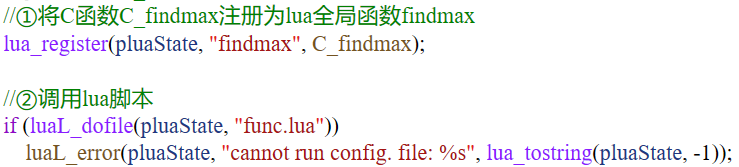 //①将C函数C_findmax注册为lua全局函数findmax
lua_register(pluaState, "findmax", C_findmax);
//②调用lua脚本
if (luaL_dofile(pluaState, "func.lua"))
luaL_error(pluaState, "cannot run config. file: %s", lua_tostring(pluaState, -1));